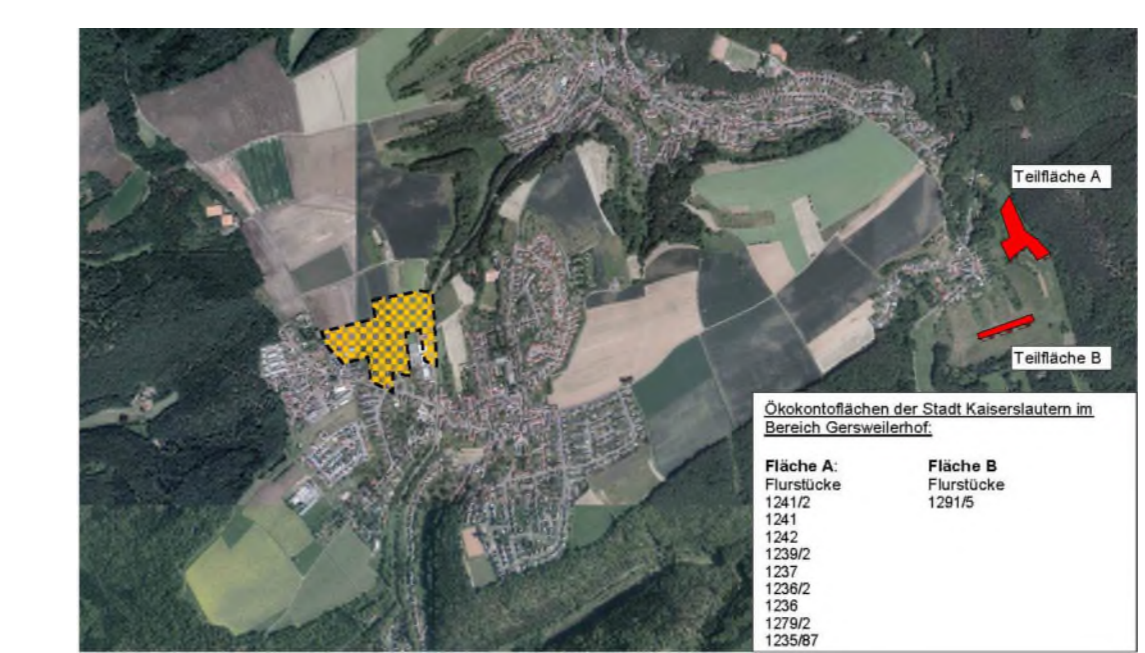 Teilfläche A
Teilfläche B
Ökokontoflächen der Stadt Kaiserslautern im
Bereich Gersweilerhof:
Fläche A:
Flurstücke
1241/2
1241
1242
1239/2
1237
1236/2
1236
1279/2
1235/87
Fläche B
Flurstücke
1291/5